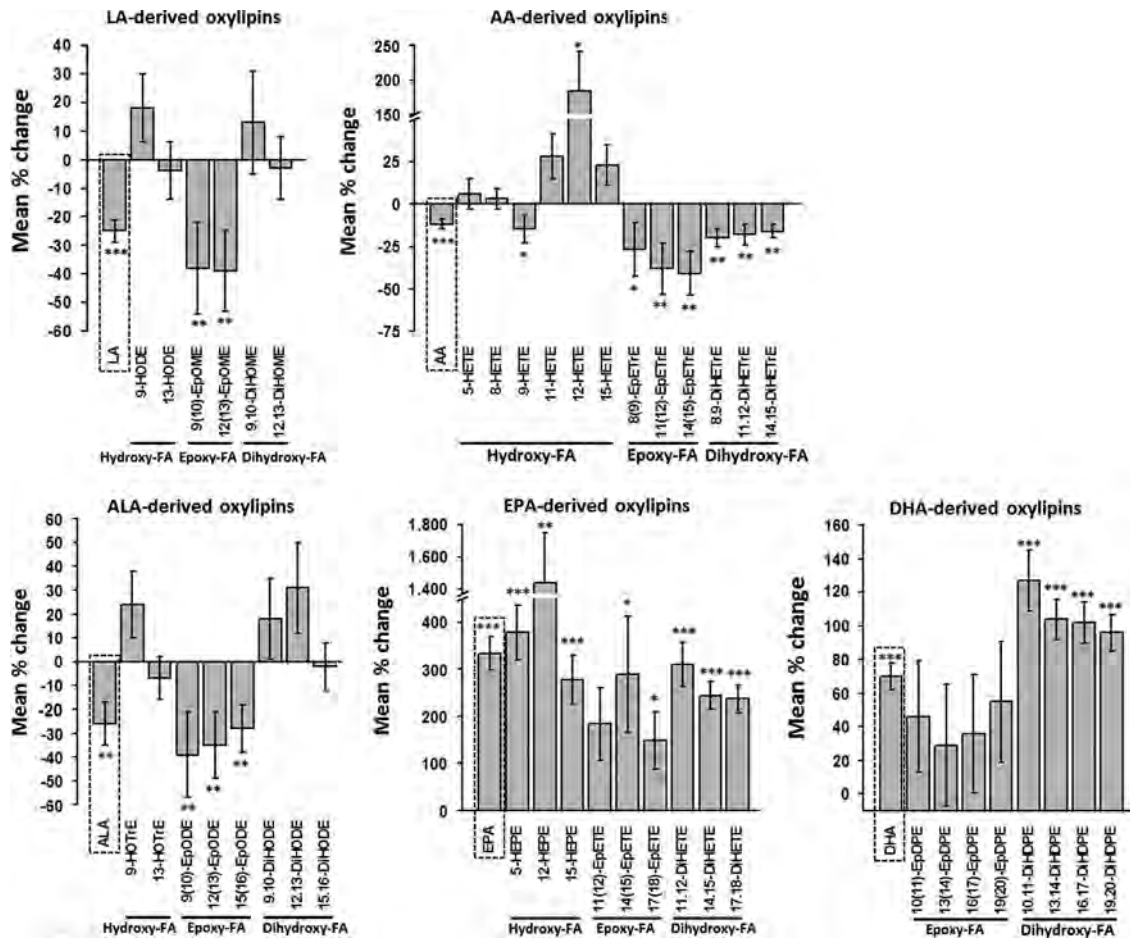 LA-derived oxylipins
Mean % change
40
30
20
10
0
-10
-20
-30
-40
-50
-60
***
**
**
LA
9-HODE
13-HODE
9(10)-EpOME
12(13)-EpOME
9.10-DiHOME
12.13-DiHOME
Hydroxy-FA Epoxy-FA Dihydroxy-FA
AA-derived oxylipins
Mean % change
250
200
150
25
0
-25
-50
-75
***
*
*
*
**
**
**
**
**
AA
5-HETE
8-HETE
9-HETE
11-HETE
12-HETE
15-HETE
8(9)-EpETrE
11(12)-EpETrE
14(15)-EpETrE
8.9-DiHETrE
11.12-DiHETrE
14.15-DiHETrE
Hydroxy-FA Epoxy-FA Dihydroxy-FA
ALA-derived oxylipins
Mean % change
60
50
40
30
20
10
0
-10
-20
-30
-40
-50
-60
**
**
**
**
ALA
9-HOTrE
13-HOTrE
9(10)-EpODE
12(13)-EpODE
15(16)-EpODE
9.10-DiHODE
12.13-DiHODE
15.16-DiHODE
Hydroxy-FA Epoxy-FA Dihydroxy-FA
EPA-derived oxylipins
Mean % change
1.800
1.600
1.400
400
300
200
100
0
***
***
**
***
*
*
***
***
***
EPA
5-HEPE
12-HEPE
15-HEPE
11(12)-EpETE
14(15)-EpETE
17(18)-EpETE
11.12-DiHETE
14.15-DiHETE
17.18-DiHETE
Hydroxy-FA Epoxy-FA Dihydroxy-FA
DHA-derived oxylipins
Mean % change
160
140
120
100
80
60
40
20
0
***
***
***
***
***
DHA
10(11)-EpDPE
13(14)-EpDPE
16(17)-EpDPE
19(20)-EpDPE
10.11-DiHDPE
13.14-DiHDPE
16.17-DiHDPE
19.20-DiHDPE
Epoxy-FA Dihydroxy-FA